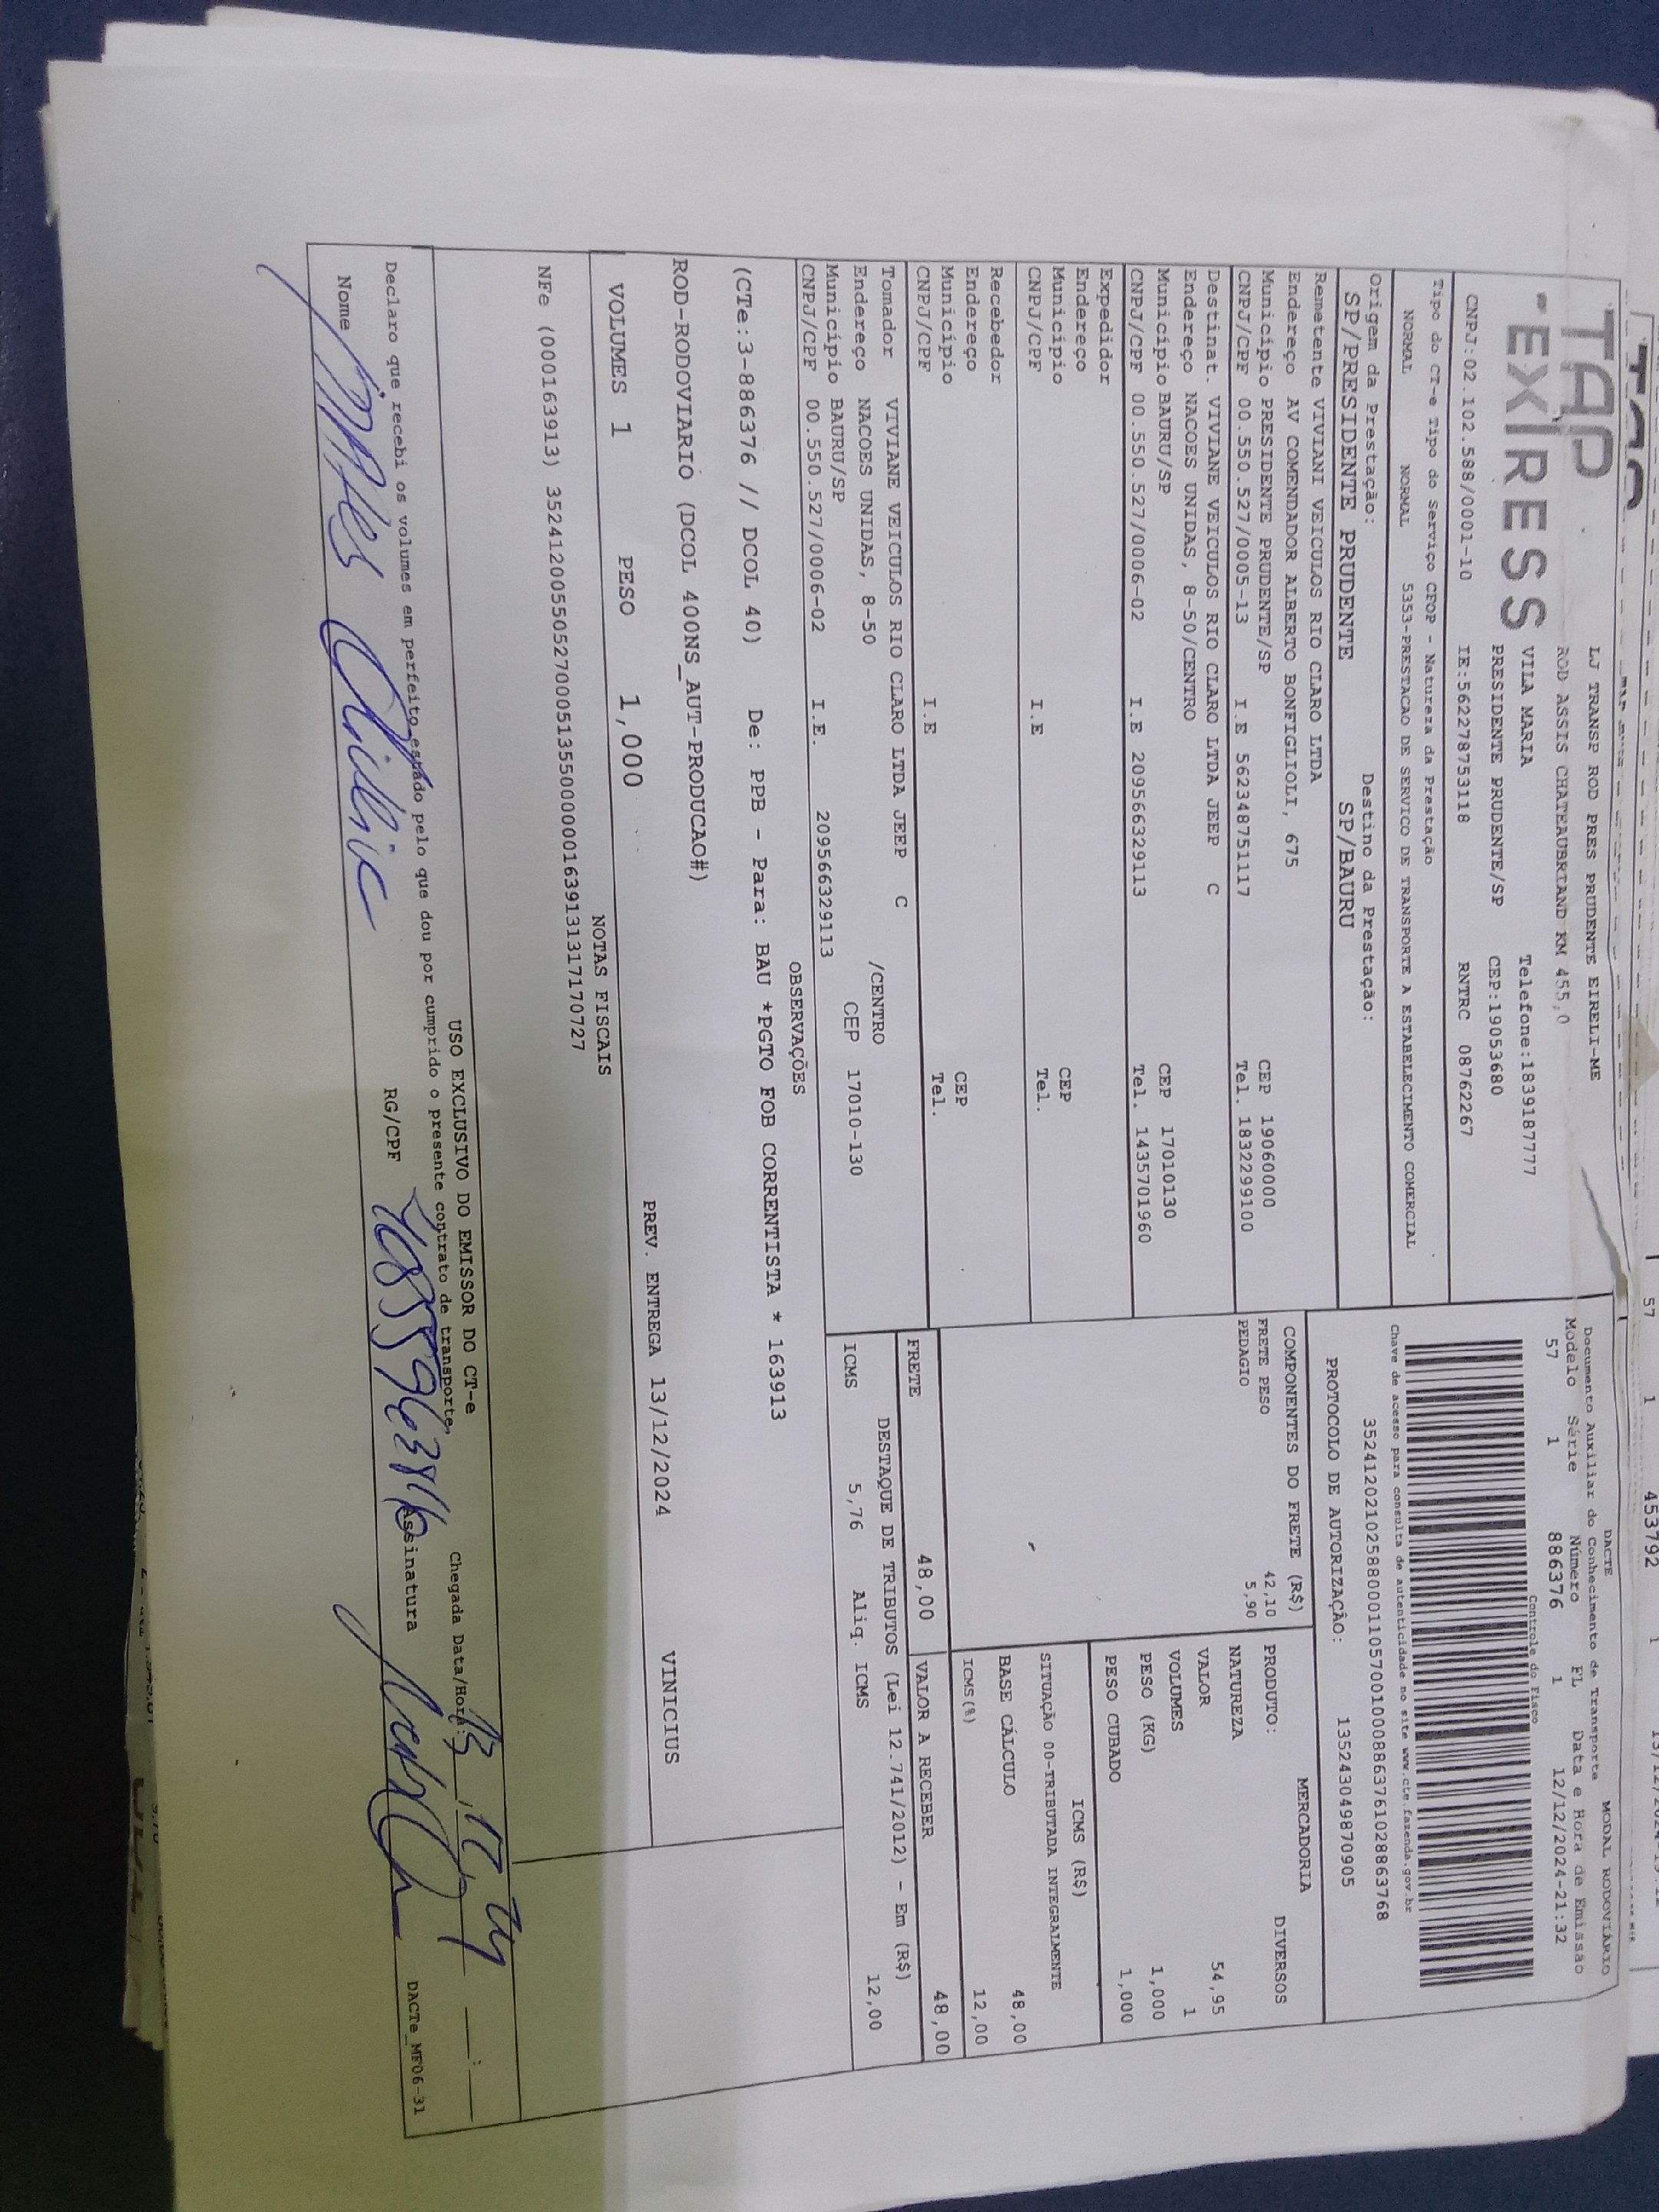 TAP
EXPRESS
LJ TRANSP ROD PRES PRUDENTE EIRELI-ME
ROD ASSIS CHATEAUBRIAND KM 455,0
VILA MARIA Telefone:1839187777
PRESIDENTE PRUDENTE/SP CEP:19053680
CNPJ:02.102.588/0001-10 IE:562278753118 RNTRC 08762267
57 1 453792 1
DACTE MODAL RODOVIÁRIO
Documento Auxiliar do Conhecimento de Transporte
Modelo Série Número FL Data e Hora de Emissão
57 1 886376 1 12/12/2024-21:32
Controle do Fisco
Chave de acesso para consulta de autenticidade no site www.cte.fazenda.gov.br
35241202102588000110570010008863761028863768
PROTOCOLO DE AUTORIZAÇÃO: 135243049870905
Tipo do CT-e Tipo do Serviço CFOP - Natureza da Prestação
NORMAL NORMAL 5353-PRESTACAO DE SERVICO DE TRANSPORTE A ESTABELECIMENTO COMERCIAL
Origem da Prestação: Destino da Prestação:
SP/PRESIDENTE PRUDENTE SP/BAURU
Remetente VIVIANI VEICULOS RIO CLARO LTDA
Endereço AV COMENDADOR ALBERTO BONFIGLIOLI, 675
Município PRESIDENTE PRUDENTE/SP CEP 19060000
CNPJ/CPF 00.550.527/0005-13 I.E 562348751117 Tel. 1832299100
Destinat. VIVIANE VEICULOS RIO CLARO LTDA JEEP C
Endereço NACOES UNIDAS, 8-50/CENTRO
Município BAURU/SP CEP 17010130
CNPJ/CPF 00.550.527/0006-02 I.E 209566329113 Tel. 1435701960
Expedidor
Endereço
Município CEP
CNPJ/CPF I.E Tel.
Recebedor
Endereço
Município CEP
CNPJ/CPF I.E Tel.
Tomador VIVIANE VEICULOS RIO CLARO LTDA JEEP C
Endereço NACOES UNIDAS, 8-50 /CENTRO
Município BAURU/SP CEP 17010-130
CNPJ/CPF 00.550.527/0006-02 I.E. 209566329113
COMPONENTES DO FRETE (R$)
FRETE PESO 42,10
PEDAGIO 5,90
MERCADORIA
PRODUTO: DIVERSOS
NATUREZA
VALOR 54,95
VOLUMES 1
PESO (KG) 1,000
PESO CUBADO 1,000
ICMS (R$)
SITUAÇÃO 00-TRIBUTADA INTEGRALMENTE
BASE CÁLCULO 48,00
ICMS(%) 12,00
FRETE 48,00 VALOR A RECEBER 48,00
DESTAQUE DE TRIBUTOS (Lei 12.741/2012) - Em (R$)
ICMS 5,76 Aliq. ICMS 12,00
OBSERVAÇÕES
(CTe:3-886376 // DCOL 40) De: PPB - Para: BAU *PGTO FOB CORRENTISTA * 163913
ROD-RODOVIARIO (DCOL 400NS_AUT-PRODUCAO#)
PREV. ENTREGA 13/12/2024 VINICIUS
VOLUMES 1 PESO 1,000
NOTAS FISCAIS
NFe (000163913) 35241200550527000513550000001639131317170727
USO EXCLUSIVO DO EMISSOR DO CT-e
Declaro que recebi os volumes em perfeito estado pelo que dou por cumprido o presente contrato de transporte.
Chegada Data/Hora: 13, 12, 24 __:__
Nome RG/CPF Assinatura
DACTe_MF06-31